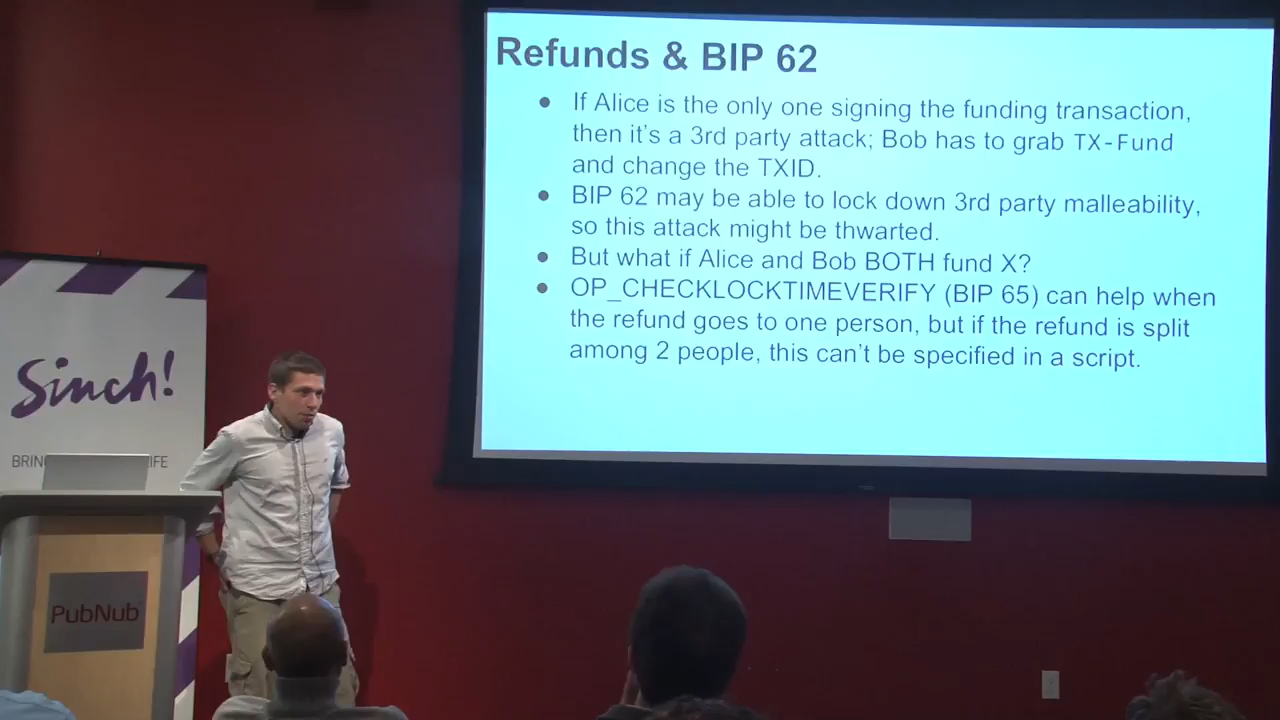 Refunds & BIP 62
● If Alice is the only one signing the funding transaction,
then it's a 3rd party attack; Bob has to grab TX-Fund
and change the TXID.
● BIP 62 may be able to lock down 3rd party malleability,
so this attack might be thwarted.
● But what if Alice and Bob BOTH fund X?
● OP_CHECKLOCKTIMEVERIFY (BIP 65) can help when
the refund goes to one person, but if the refund is split
among 2 people, this can't be specified in a script.
Sinch!
PubNub